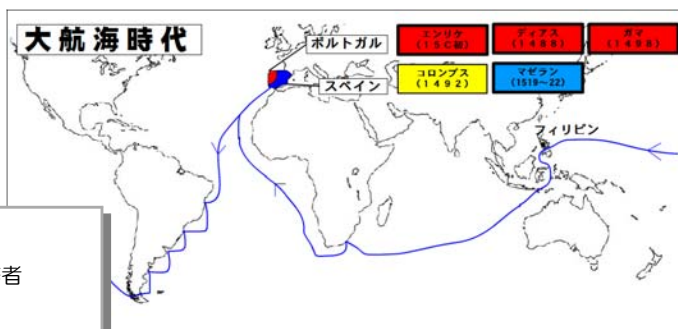 大航海時代
ポルトガル
エンリケ
(15C初)
ディアス
(1488)
ガマ
(1498)
スペイン
コロンブス
(1492)
マゼラン
(1519〜22)
フィリピン
者